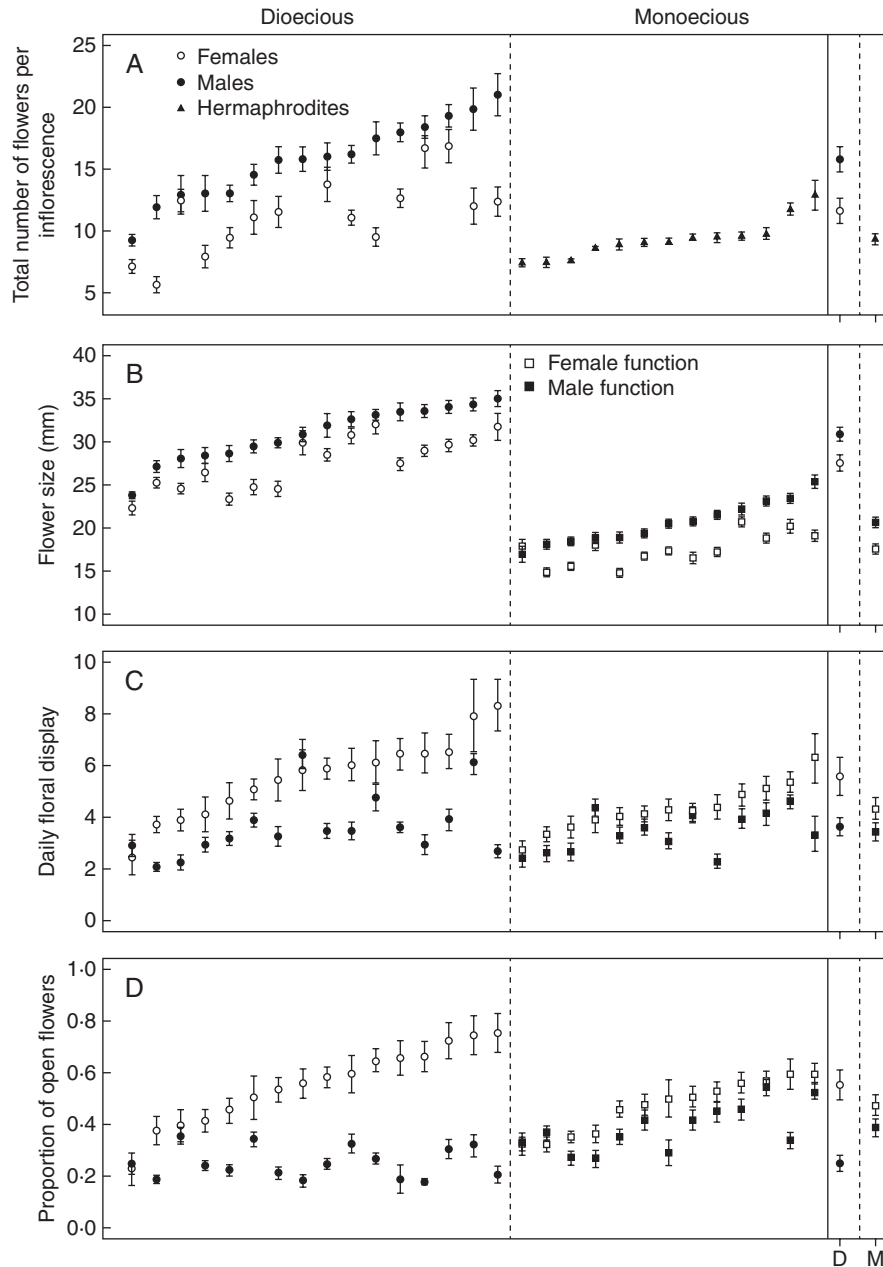 Dioecious
Monoecious
A
Females
Males
Hermaphrodites
Total number of flowers per
inflorescence
25
20
15
10
5
B
Female function
Male function
Flower size (mm)
40
35
30
25
20
15
10
C
Daily floral display
10
8
6
4
2
0
D
Proportion of open flowers
1·0
0·8
0·6
0·4
0·2
0·0
D
M